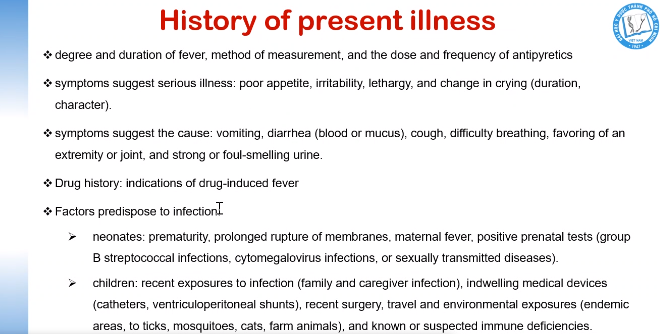 History of present illness
❖ degree and duration of fever, method of measurement, and the dose and frequency of antipyretics
❖ symptoms suggest serious illness: poor appetite, irritability, lethargy, and change in crying (duration,
character).
❖ symptoms suggest the cause: vomiting, diarrhea (blood or mucus), cough, difficulty breathing, favoring of an
extremity or joint, and strong or foul-smelling urine.
❖ Drug history: indications of drug-induced fever
❖ Factors predispose to infection
➢ neonates: prematurity, prolonged rupture of membranes, maternal fever, positive prenatal tests (group
B streptococcal infections, cytomegalovirus infections, or sexually transmitted diseases).
➢ children: recent exposures to infection (family and caregiver infection), indwelling medical devices
(catheters, ventriculoperitoneal shunts), recent surgery, travel and environmental exposures (endemic
areas, to ticks, mosquitoes, cats, farm animals), and known or suspected immune deficiencies.